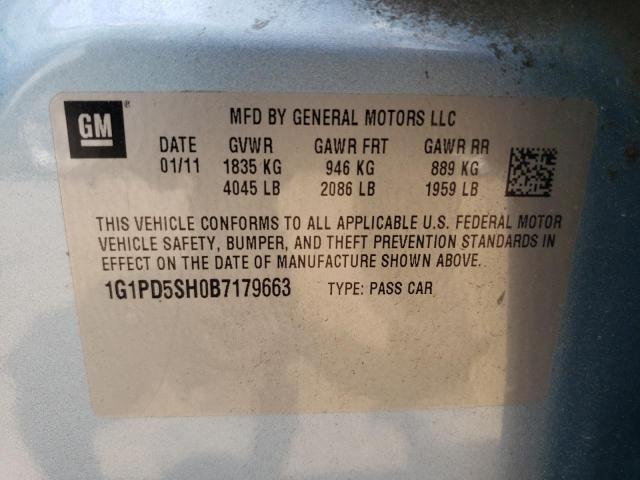 GM ®
MFD BY GENERAL MOTORS LLC
DATE GVWR GAWR FRT GAWR RR
01/11 1835 KG 946 KG 889 KG
4045 LB 2086 LB 1959 LB
THIS VEHICLE CONFORMS TO ALL APPLICABLE U.S. FEDERAL MOTOR
VEHICLE SAFETY, BUMPER, AND THEFT PREVENTION STANDARDS IN
EFFECT ON THE DATE OF MANUFACTURE SHOWN ABOVE.
1G1PD5SH0B7179663 TYPE: PASS CAR